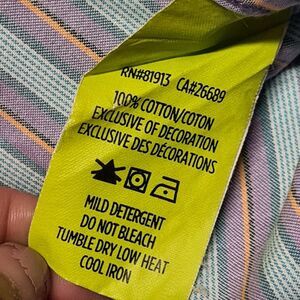 RN#81913 CA#26689
100% COTTON/COTON
EXCLUSIVE OF DECORATION
EXCLUSIVE DES DÉCORATIONS
MILD DETERGENT
DO NOT BLEACH
TUMBLE DRY LOW HEAT
COOL IRON